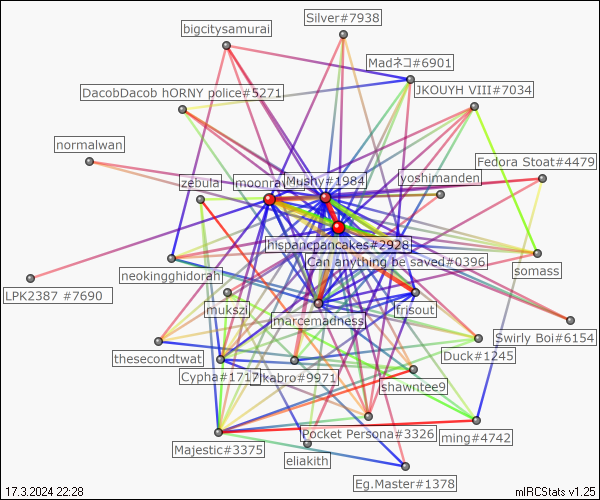 Silver#7938
bigcitysamurai
Madネコ#6901
DacobDacob hORNY police#5271
JKOUYH VIII#7034
normalwan
Fedora Stoat#4479
zebula
Mushy#1984
yoshimanden
hispancpancakes#2928
Can anything be saved#0396
neokingghidorah
somass
LPK2387 #7690
mukszi
marcemadness
frisout
Swirly Boi#6154
thesecondtwat
Duck#1245
Cypha#1717
kabro#9971
shawntee9
Majestic#3375
Pocket Persona#3326
ming#4742
eliakith
Eg.Master#1378
17.3.2024 22:28
mIRCStats v1.25